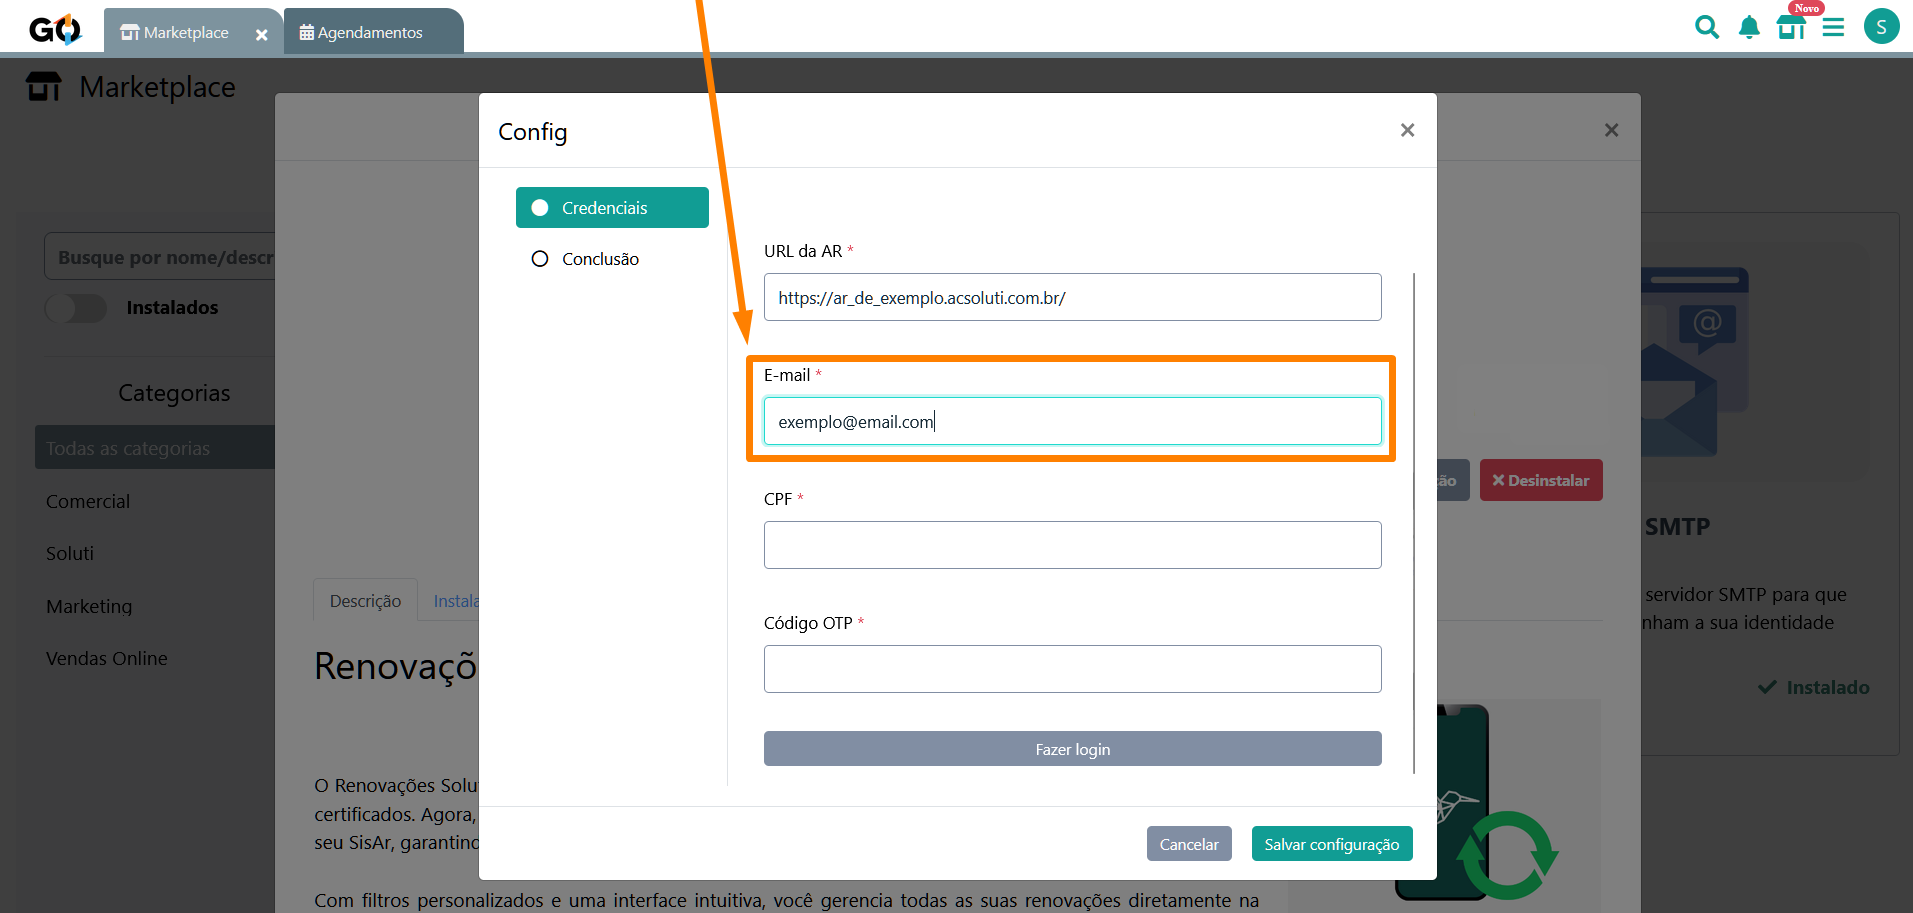 GO
Marketplace
Agendamentos
Novo
S
Marketplace
Config
Credenciais
Conclusão
URL da AR *
https://ar_de_exemplo.acsoluti.com.br/
E-mail *
exemplo@email.com
CPF *
Código OTP *
Fazer login
Cancelar
Salvar configuração
Busque por nome/descr
Instalados
Categorias
Todas as categorias
Comercial
Soluti
Marketing
Vendas Online
ção
Desinstalar
Descrição
Instala
Renovaçõ
O Renovações Solu
certificados. Agora,
seu SisAr, garantind
Com filtros personalizados e uma interface intuitiva, você gerencia todas as suas renovações diretamente na
@
SMTP
servidor SMTP para que
nham a sua identidade
Instalado